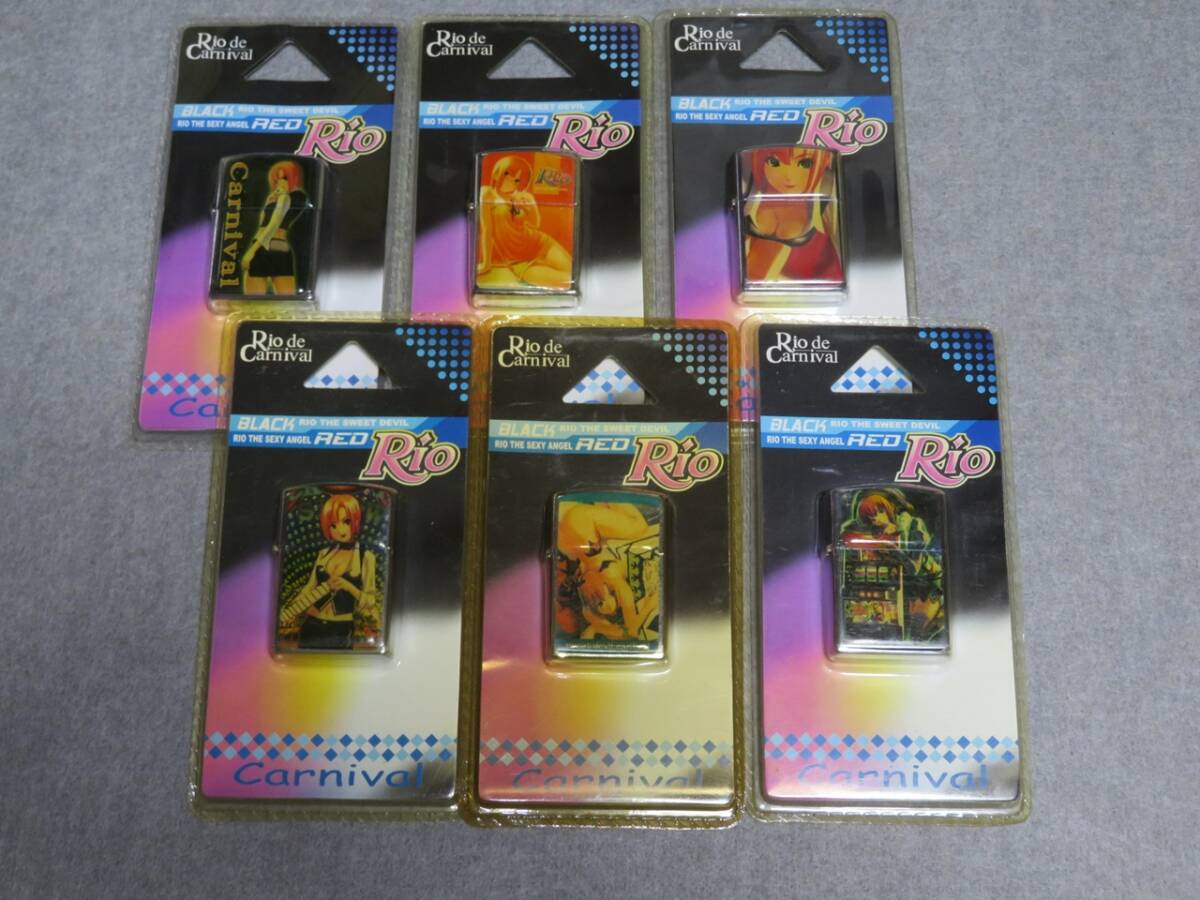 Rio de
Carnival
BLACK RIO THE SWEET DEVIL
RIO THE SEXY ANGEL RED
Rio
Carnival
Ca
Rio de
Carnival
BLACK RIO THE SWEET DEVIL
RIO THE SEXY ANGEL RED
Rio
Rio
Rio de
Carnival
BLACK RIO THE SWEET DEVIL
RIO THE SEXY ANGEL RED
Rio
Rio de
Carnival
BLACK RIO THE SWEET DEVIL
RIO THE SEXY ANGEL RED
Rio
Carnival
Rio de
Carnival
BLACK RIO THE SWEET DEVIL
RIO THE SEXY ANGEL RED
Rio
Carnival
Rio de
Carnival
BLACK RIO THE SWEET DEVIL
RIO THE SEXY ANGEL RED
Rio
Carnival